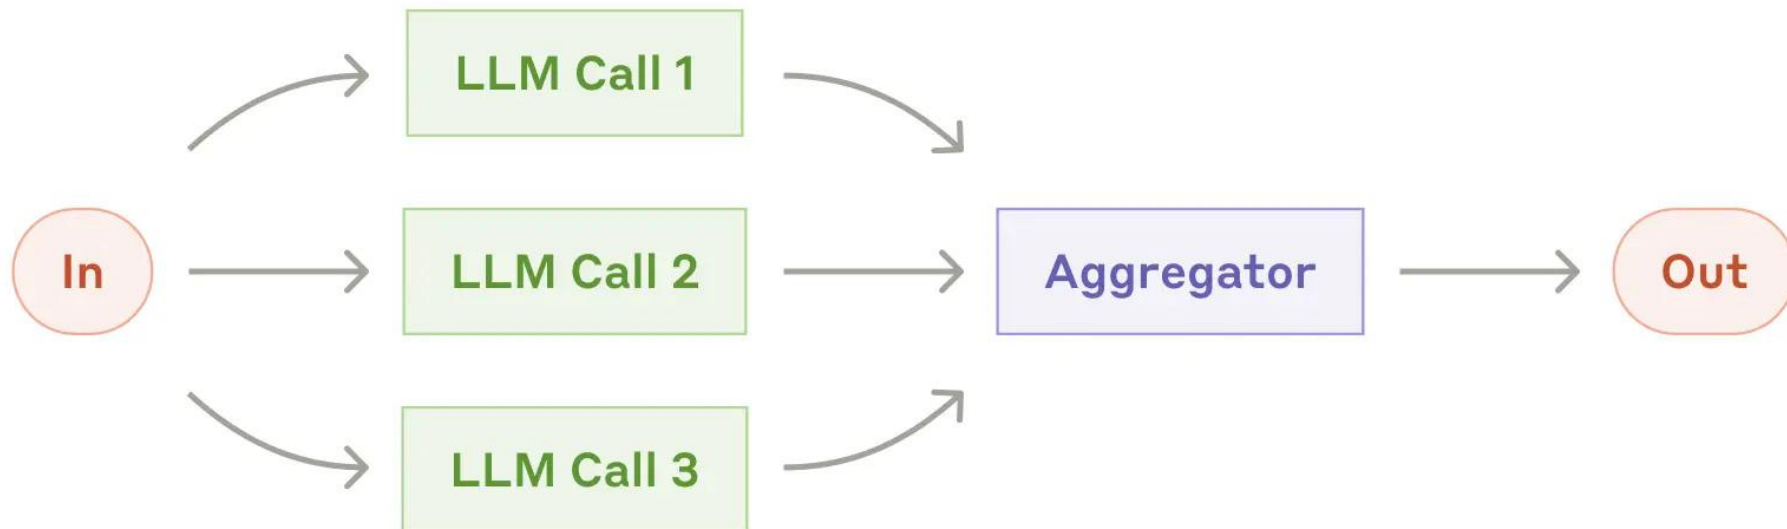 LLM Call 1
In
LLM Call 2
Aggregator
Out
LLM Call 3